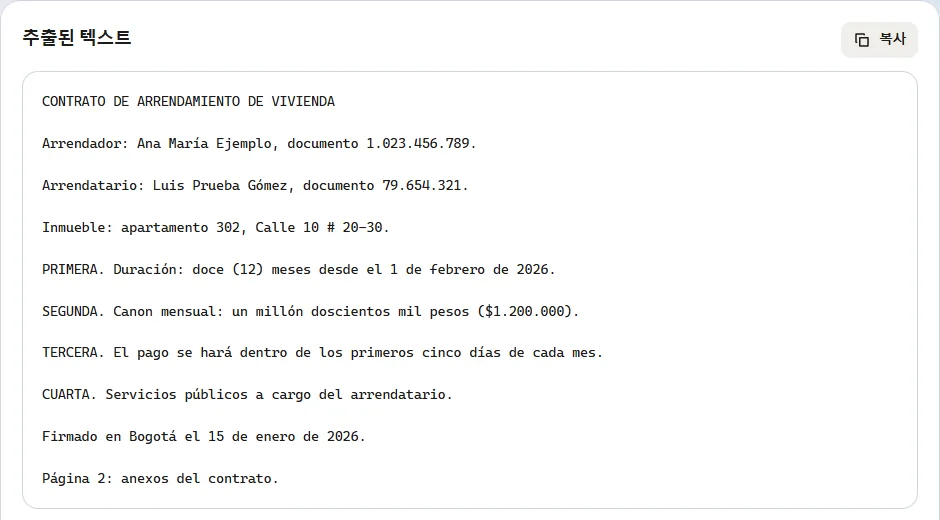 추출된 텍스트
복사
CONTRATO DE ARRENDAMIENTO DE VIVIENDA
Arrendador: Ana María Ejemplo, documento 1.023.456.789.
Arrendatario: Luis Prueba Gómez, documento 79.654.321.
Inmueble: apartamento 302, Calle 10 # 20-30.
PRIMERA. Duración: doce (12) meses desde el 1 de febrero de 2026.
SEGUNDA. Canon mensual: un millón doscientos mil pesos ($1.200.000).
TERCERA. El pago se hará dentro de los primeros cinco días de cada mes.
CUARTA. Servicios públicos a cargo del arrendatario.
Firmado en Bogotá el 15 de enero de 2026.
Página 2: anexos del contrato.